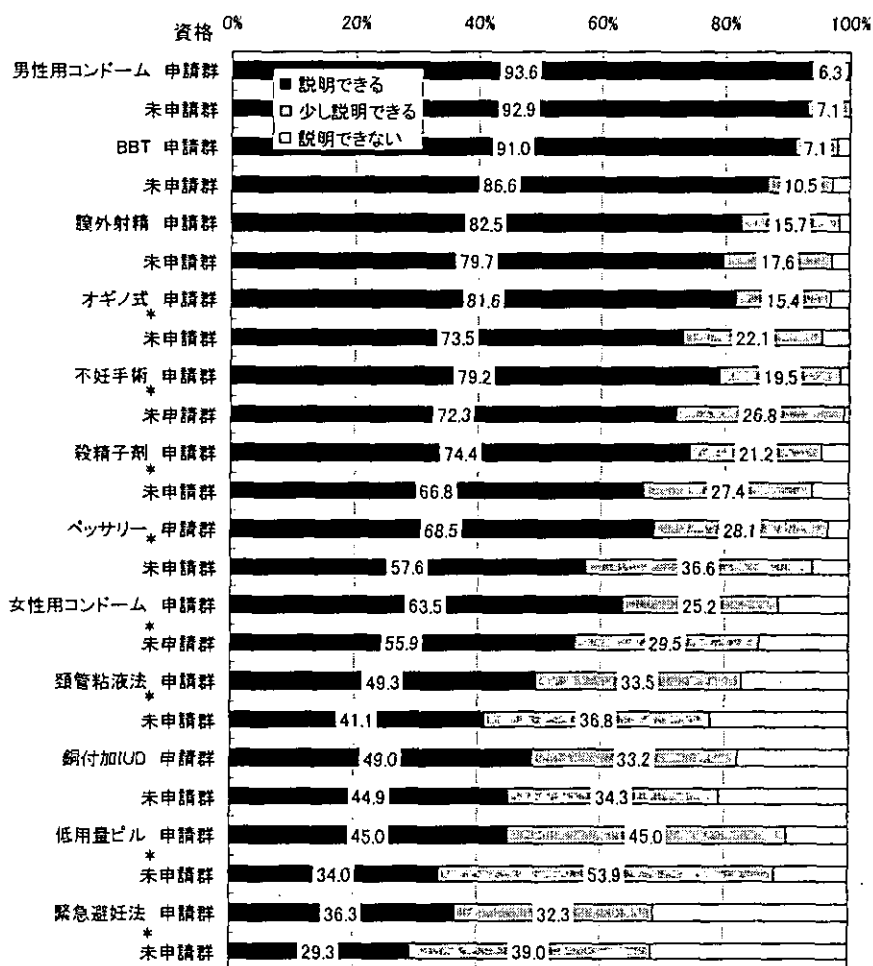 0% 20% 40% 60% 80% 100%
資格
男性用コンドーム 申請群 93.6 6.3
■ 説明できる
未申請群 92.9 7.1
□ 少し説明できる
□ 説明できない
BBT 申請群 91.0 7.1
未申請群 86.6 10.5
膣外射精 申請群 82.5 15.7
未申請群 79.7 17.6
オギノ式 申請群 81.6 15.4
*
未申請群 73.5 22.1
不妊手術 申請群 79.2 19.5
*
未申請群 72.3 26.8
殺精子剤 申請群 74.4 21.2
*
未申請群 66.8 27.4
ペッサリー 申請群 68.5 28.1
*
未申請群 57.6 36.6
女性用コンドーム 申請群 63.5 25.2
*
未申請群 55.9 29.5
頚管粘液法 申請群 49.3 33.5
*
未申請群 41.1 36.8
銅付加IUD 申請群 49.0 33.2
未申請群 44.9 34.3
低用量ピル 申請群 45.0 45.0
*
未申請群 34.0 53.9
緊急避妊法 申請群 36.3 32.3
*
未申請群 29.3 39.0